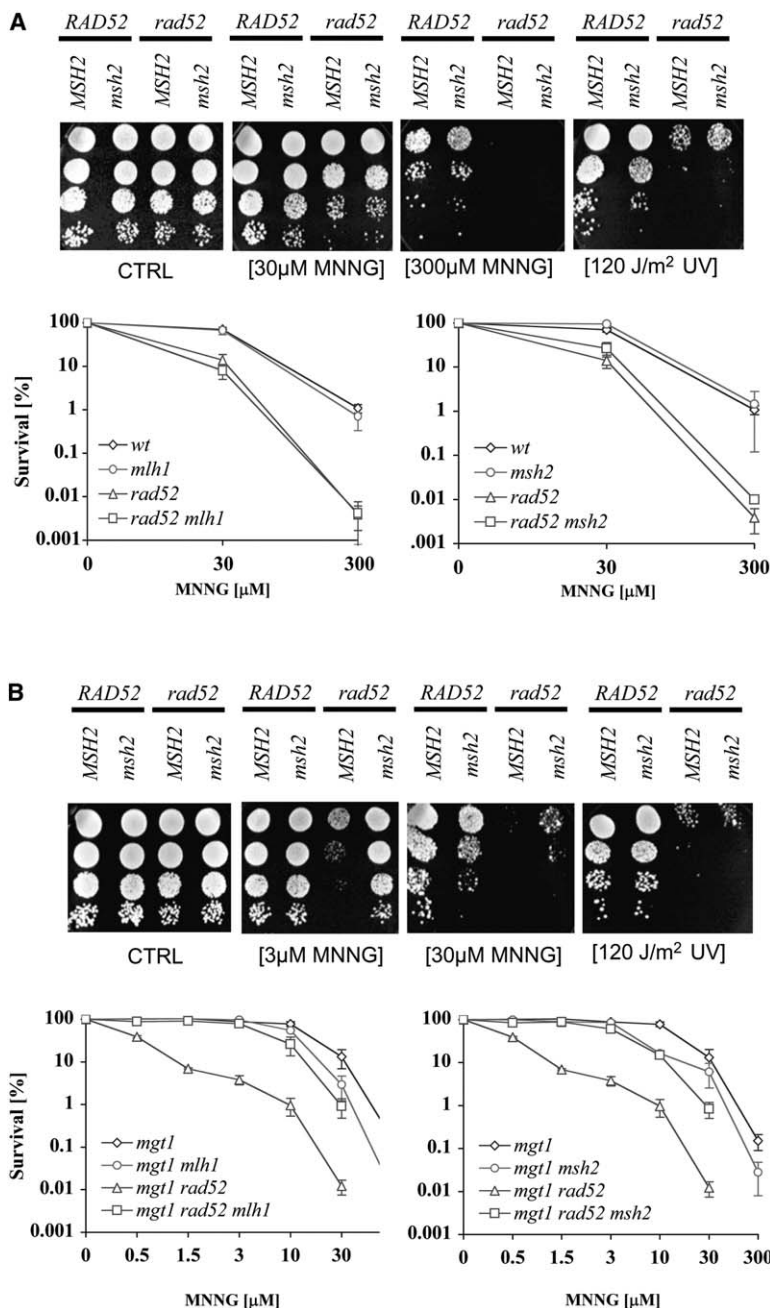 A
RAD52 rad52 RAD52 rad52 RAD52 rad52 RAD52 rad52
MSH2 msh2 MSH2 msh2 MSH2 msh2 MSH2 msh2 MSH2 msh2 MSH2 msh2 MSH2 msh2 MSH2 msh2
CTRL [30μM MNNG] [300μM MNNG] [120 J/m² UV]
Survival [%]
100
10
1
0.1
0.01
0.001
wt
mlh1
rad52
rad52 mlh1
0 30 300
MNNG [μM]
100
10
1
0.1
.01
.001
wt
msh2
rad52
rad52 msh2
0 30 300
MNNG [μM]
B
RAD52 rad52 RAD52 rad52 RAD52 rad52 RAD52 rad52
MSH2 msh2 MSH2 msh2 MSH2 msh2 MSH2 msh2 MSH2 msh2 MSH2 msh2 MSH2 msh2 MSH2 msh2
CTRL [3μM MNNG] [30μM MNNG] [120 J/m² UV]
Survival [%]
100
10
1
0.1
0.01
0.001
mgt1
mgt1 mlh1
mgt1 rad52
mgt1 rad52 mlh1
0 0.5 1.5 3 10 30
MNNG [μM]
100
10
1
0.1
0.01
0.001
mgt1
mgt1 msh2
mgt1 rad52
mgt1 rad52 msh2
0 0.5 1.5 3 10 30 300
MNNG [μM]